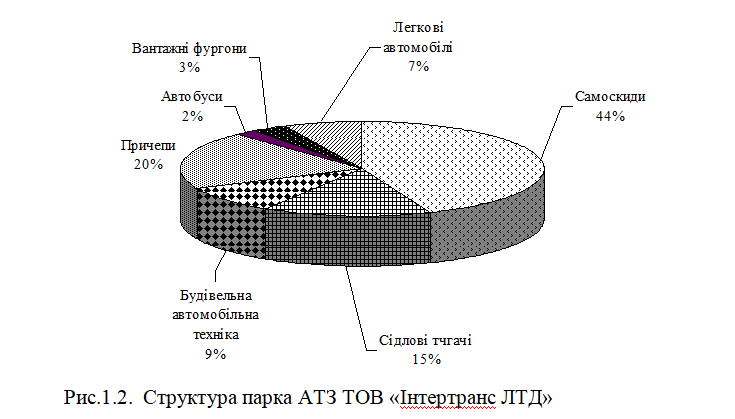 Легкові
автомобілі
7%
Вантажні фургони
3%
Самоскиди
44%
Автобуси
2%
Причепи
20%
Будівельна
автомобільна
техніка
9%
Сідлові тчгачі
15%
Рис.1.2. Структура парка АТЗ ТОВ «Інтертранс ЛТД»